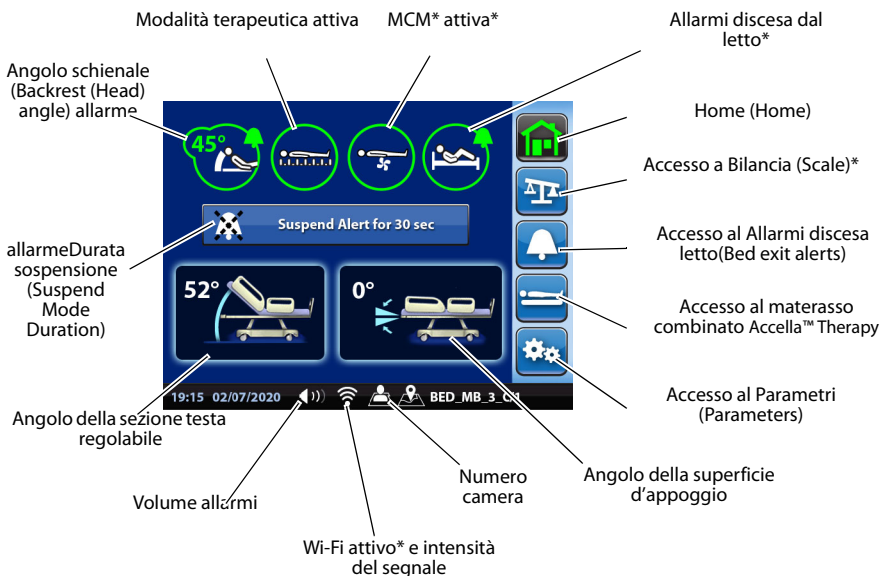 Modalità terapeutica attiva
MCM* attiva*
Allarmi discesa dal
letto*
Angolo schienale
(Backrest (Head)
angle) allarme
45°
Home (Home)
Accesso a Bilancia (Scale)*
Suspend Alert for 30 sec
allarmeDurata
sospensione
(Suspend
Mode
Duration)
Accesso al Allarmi discesa
letto(Bed exit alerts)
52°
0°
Accesso al materasso
combinato Accella™ Therapy
19:15 02/07/2020
BED_MB_3_
Accesso al Parametri
(Parameters)
Angolo della sezione testa
regolabile
Volume allarmi
Numero
camera
Angolo della superficie
d'appoggio
Wi-Fi attivo* e intensità
del segnale